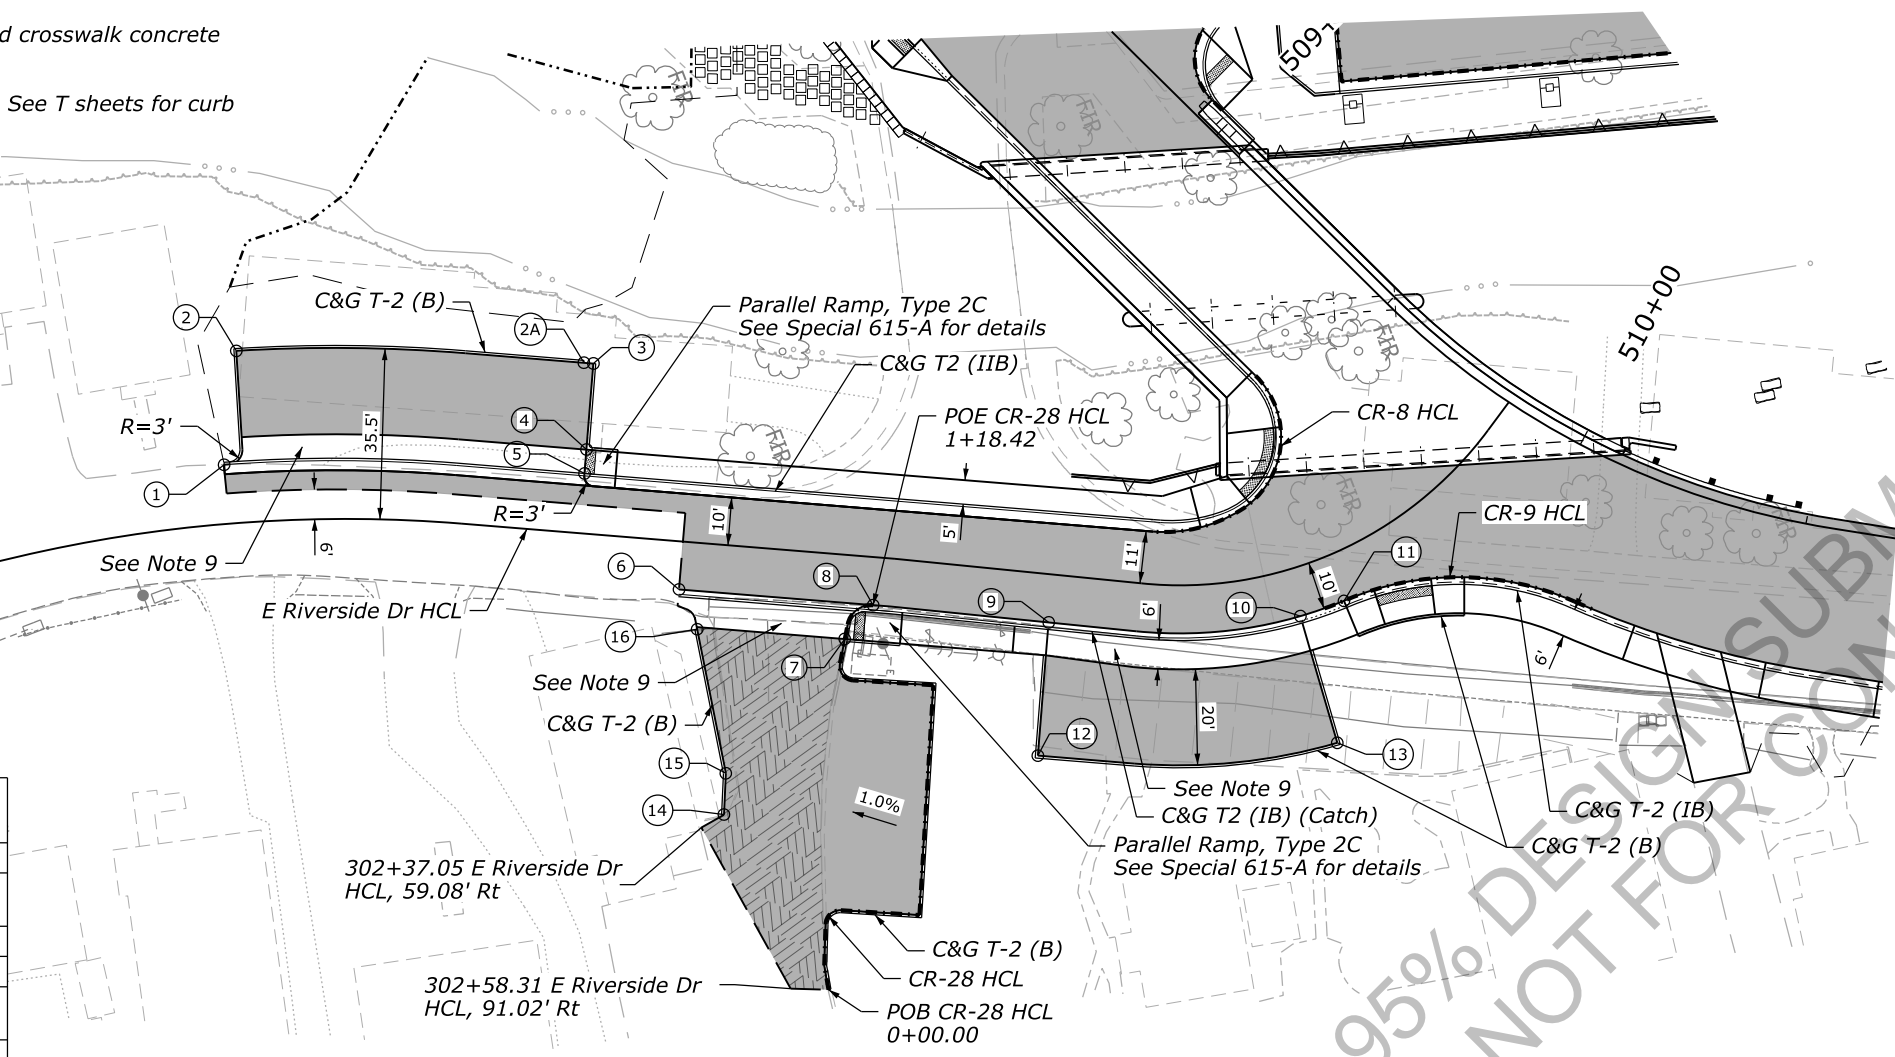 d crosswalk concrete
See T sheets for curb
509+
510+00
2
C&G T-2 (B)
2A
3
Parallel Ramp, Type 2C
See Special 615-A for details
C&G T2 (IIB)
R=3'
35.5'
4
5
POE CR-28 HCL
1+18.42
CR-8 HCL
1
R=3'
10'
5'
CR-9 HCL
See Note 9
6'
11'
6
8
9
10'
11
E Riverside Dr HCL
6'
10
16
7
6'
See Note 9
C&G T-2 (B)
20'
12
13
15
14
1.0%
See Note 9
C&G T2 (IB) (Catch)
C&G T-2 (IB)
C&G T-2 (B)
Parallel Ramp, Type 2C
See Special 615-A for details
302+37.05 E Riverside Dr
HCL, 59.08' Rt
C&G T-2 (B)
CR-28 HCL
302+58.31 E Riverside Dr
HCL, 91.02' Rt
POB CR-28 HCL
0+00.00
95% DESIGN SUBM
NOT FOR CON